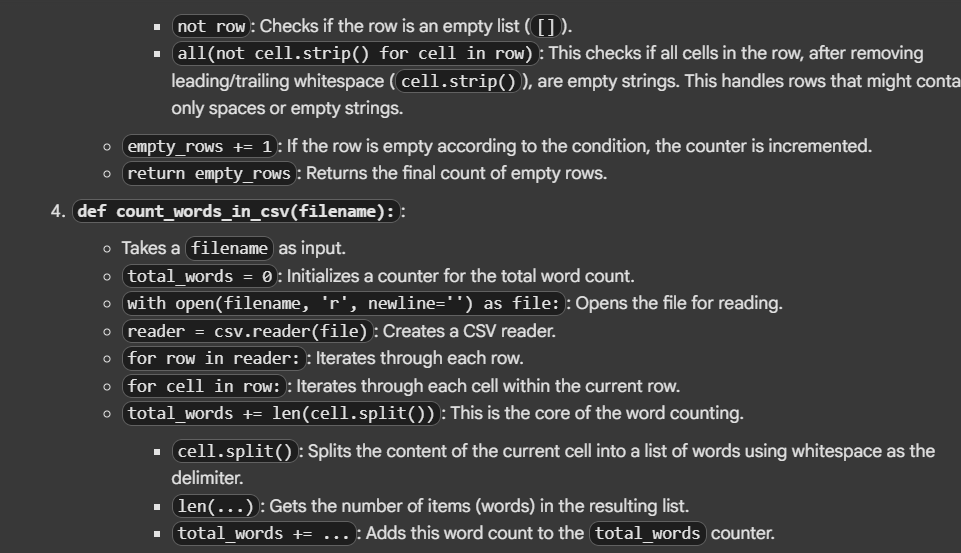 ▪ not row: Checks if the row is an empty list ([]).
▪ all(not cell.strip() for cell in row): This checks if all cells in the row, after removing
leading/trailing whitespace (cell.strip()), are empty strings. This handles rows that might conta
only spaces or empty strings.
○ empty_rows += 1: If the row is empty according to the condition, the counter is incremented.
○ return empty_rows: Returns the final count of empty rows.
4. def count_words_in_csv(filename)::
○ Takes a filename as input.
○ total_words = 0: Initializes a counter for the total word count.
○ with open(filename, 'r', newline='') as file:: Opens the file for reading.
○ reader = csv.reader(file): Creates a CSV reader.
○ for row in reader:: Iterates through each row.
○ for cell in row:: Iterates through each cell within the current row.
○ total_words += len(cell.split()): This is the core of the word counting.
▪ cell.split(): Splits the content of the current cell into a list of words using whitespace as the
delimiter.
▪ len(...): Gets the number of items (words) in the resulting list.
▪ total_words += ...: Adds this word count to the total_words counter.